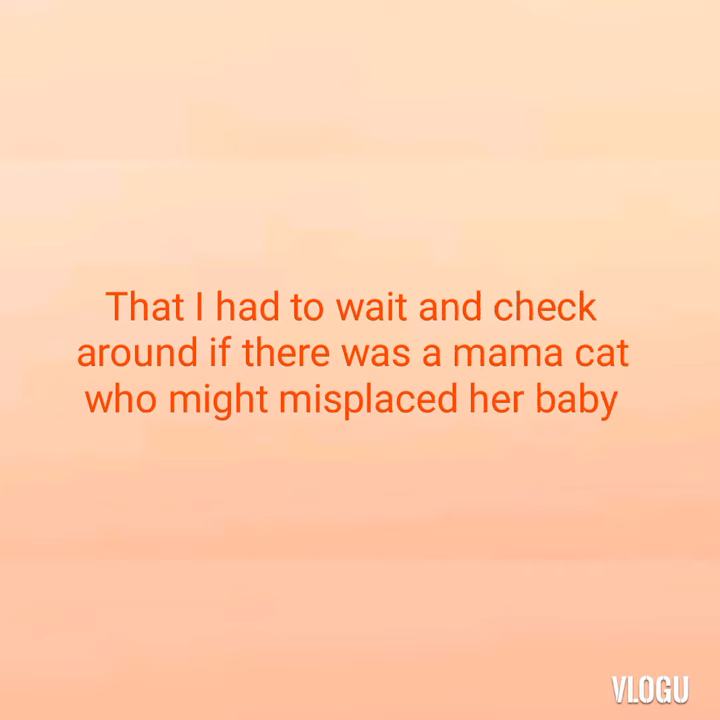 That I had to wait and check
around if there was a mama cat
who might misplaced her baby
VLOGU